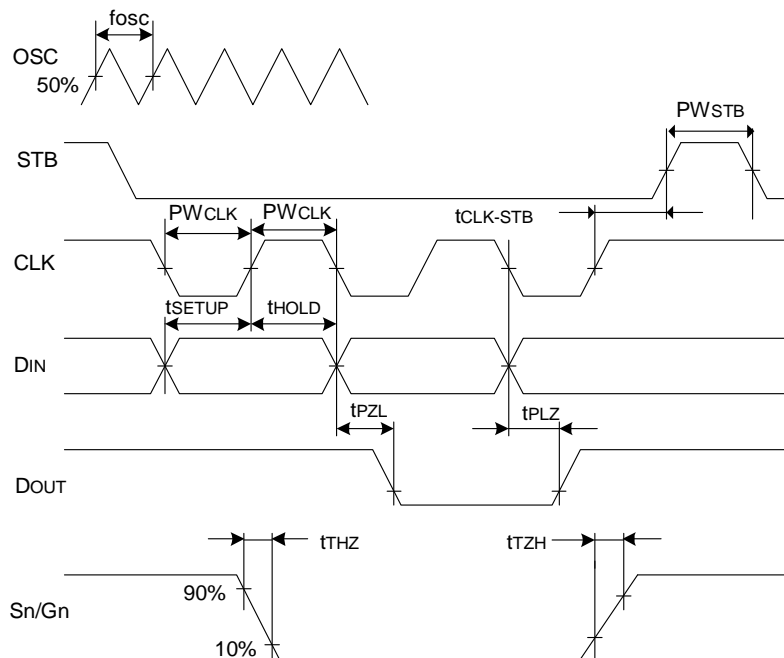 fosc
OSC
50%
PWSTB
STB
PWCLK PWCLK
tCLK-STB
CLK
tSETUP tHOLD
DIN
tPZL tPLZ
DOUT
tTHZ tTZH
90%
Sn/Gn
10%